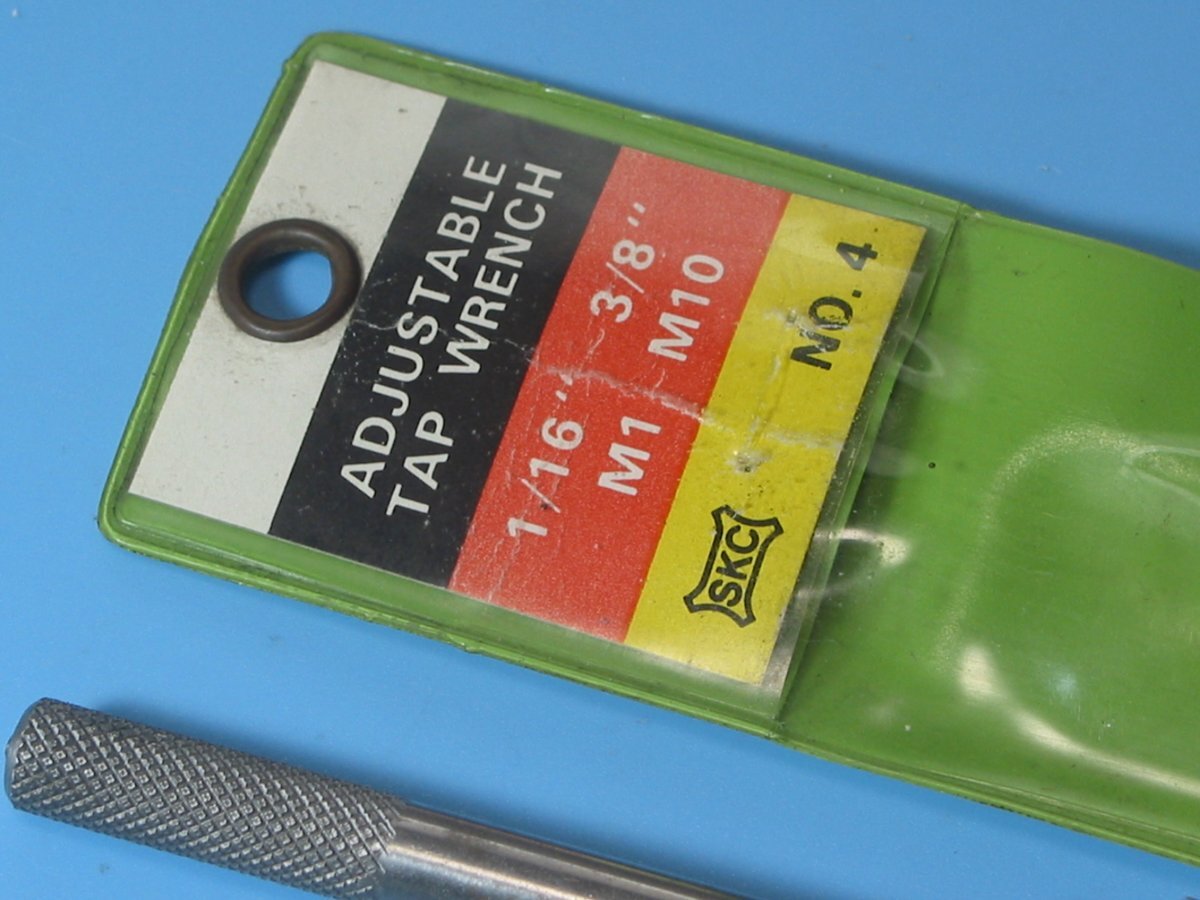 ADJUSTABLE
TAP WRENCH
1/16" 3/8"
M1 M10
SKC NO. 4